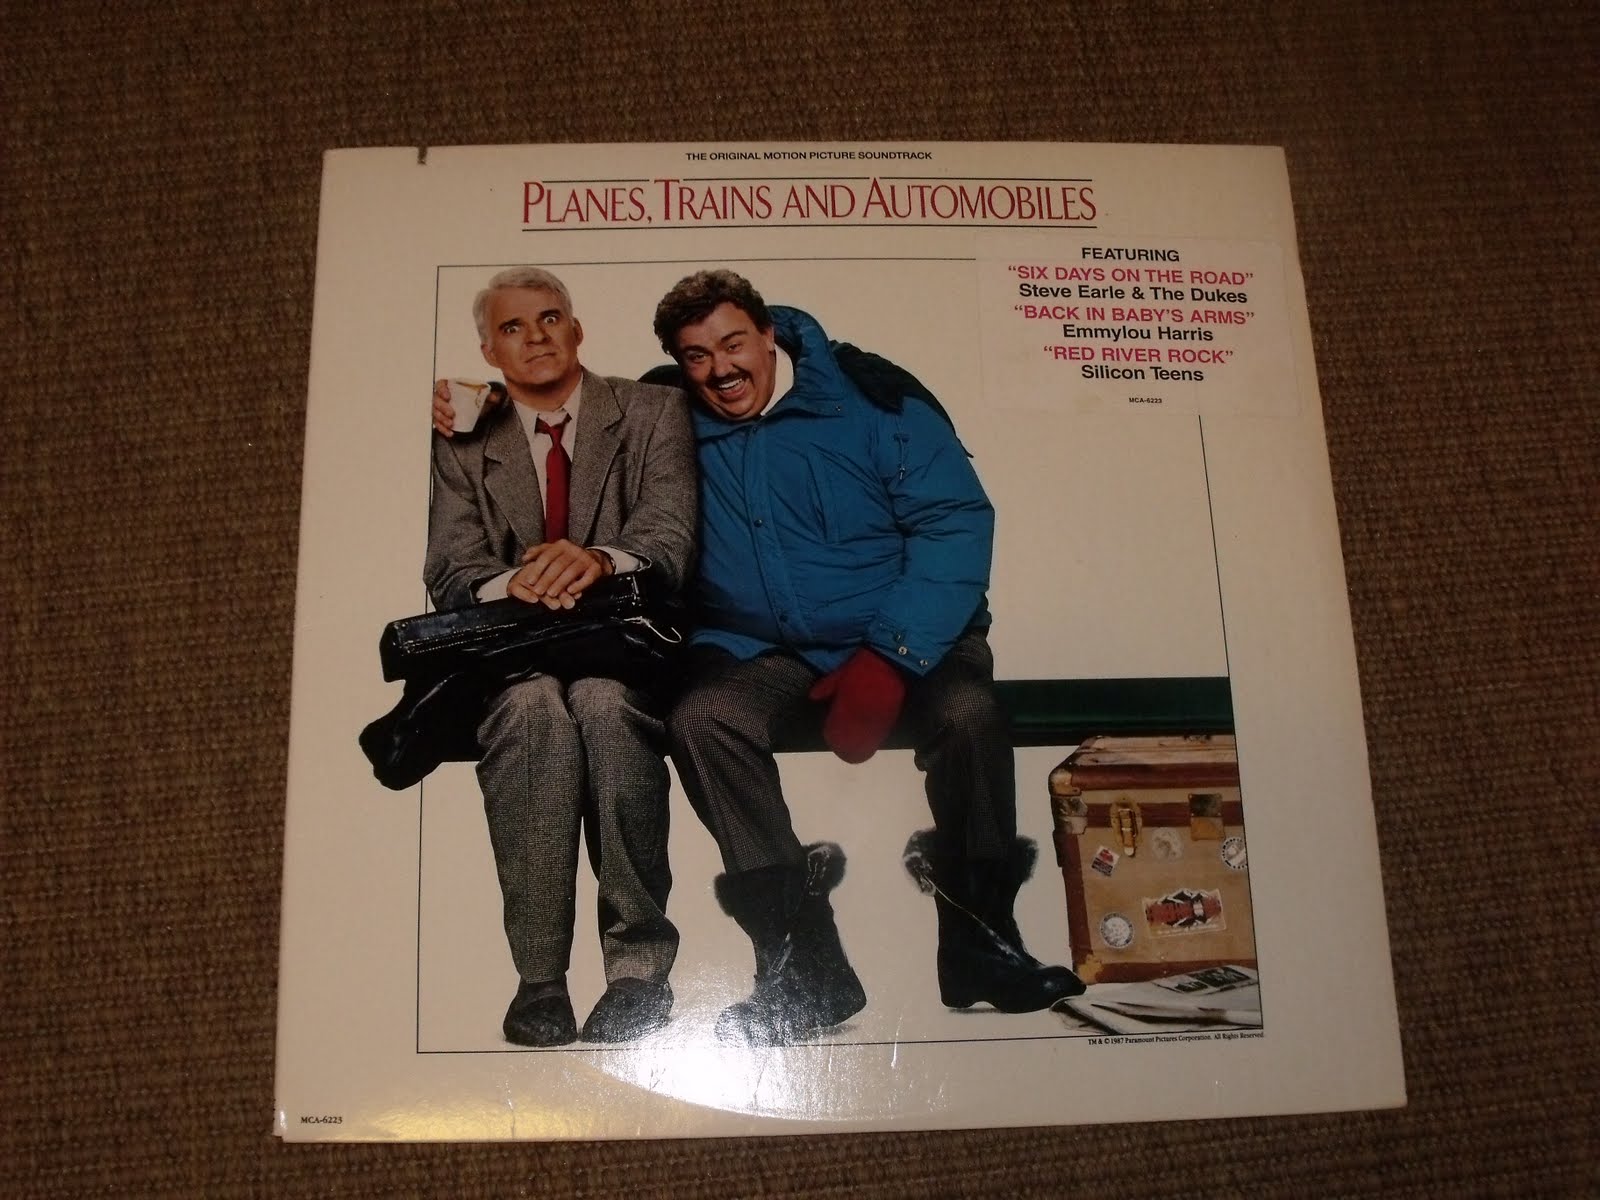 THE ORIGINAL MOTION PICTURE SOUNDTRACK
PLANES, TRAINS AND AUTOMOBILES
FEATURING
"SIX DAYS ON THE ROAD"
Steve Earle & The Dukes
"BACK IN BABY'S ARMS"
Emmylou Harris
"RED RIVER ROCK"
Silicon Teens
MCA-6223
TM & © 1987 Paramount Pictures Corporation. All Rights Reserved.
MCA-6223